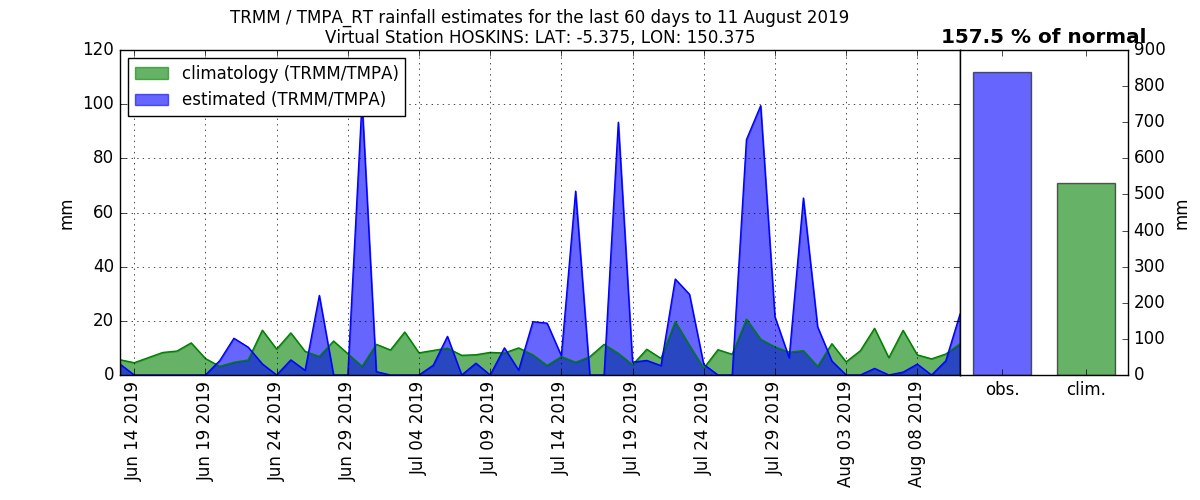 TRMM / TMPA_RT rainfall estimates for the last 60 days to 11 August 2019
Virtual Station HOSKINS: LAT: -5.375, LON: 150.375
157.5 % of normal
climatology (TRMM/TMPA)
estimated (TRMM/TMPA)
120
100
80
60
40
20
0
mm
Jun 14 2019
Jun 19 2019
Jun 24 2019
Jun 29 2019
Jul 04 2019
Jul 09 2019
Jul 14 2019
Jul 19 2019
Jul 24 2019
Jul 29 2019
Aug 03 2019
Aug 08 2019
obs.
clim.
900
800
700
600
500
400
300
200
100
0
mm